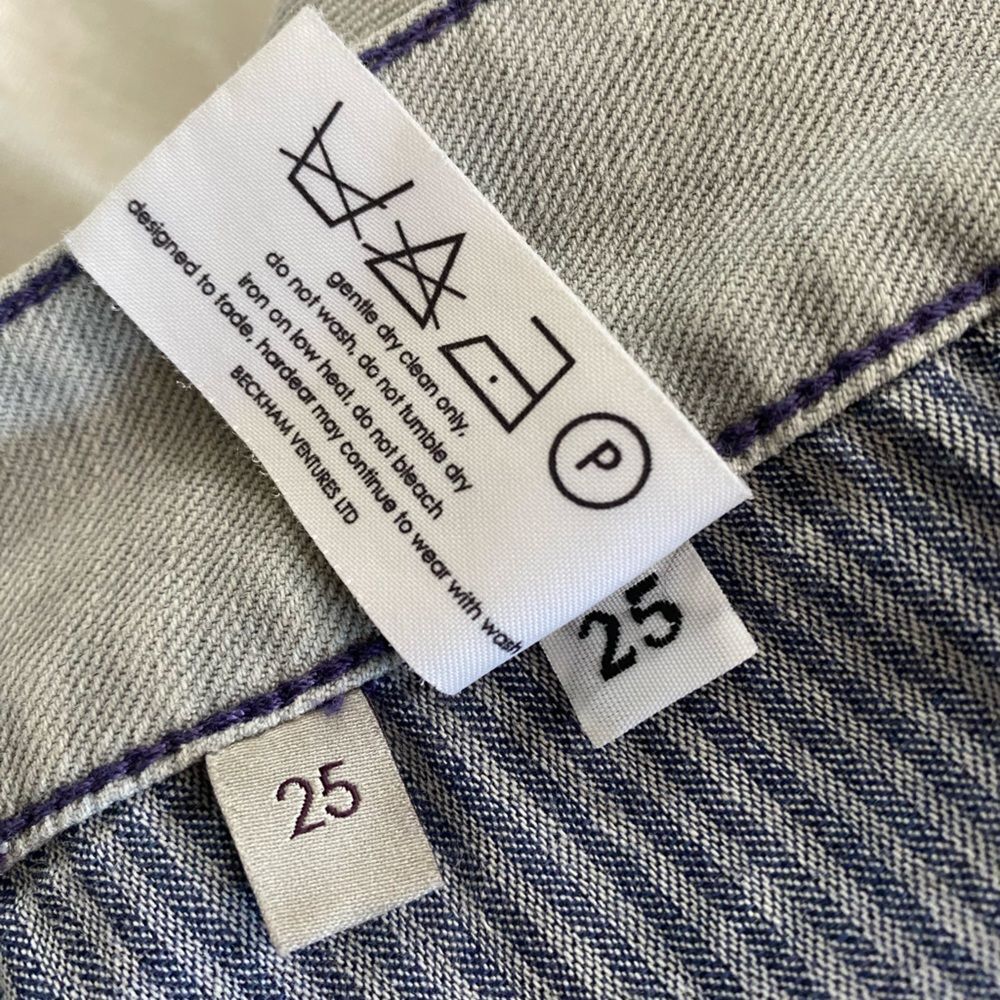 P
gentle dry clean only,
do not wash, do not tumble dry
iron on low heat, do not bleach
designed to fade, hardear may continue to wear with wash
BECKHAM VENTURES LTD
25
25